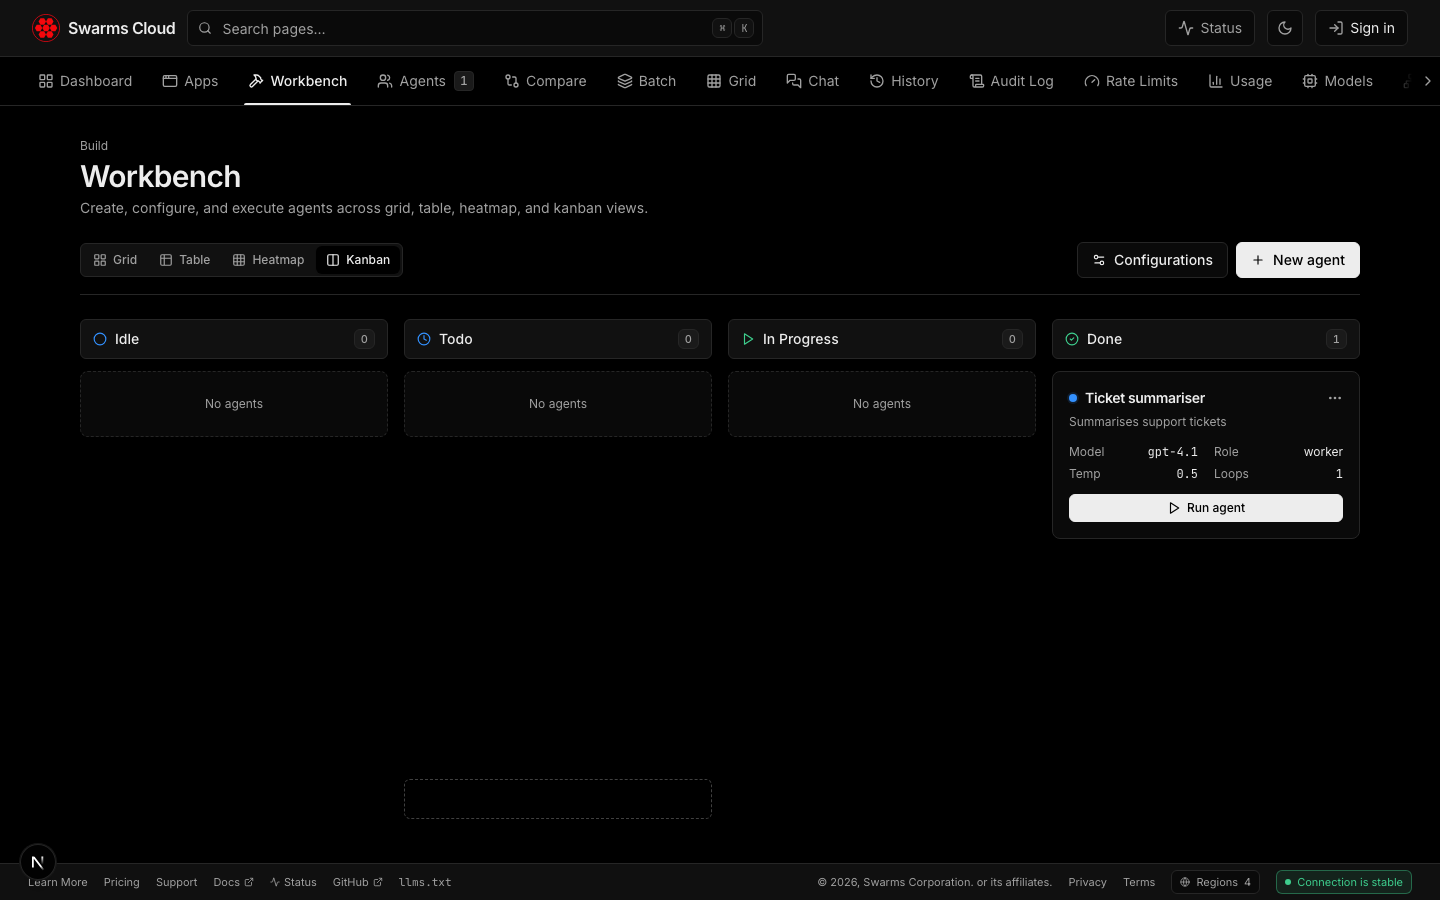 Swarms Cloud
Search pages...
⌘ K
Status
Sign in
Dashboard
Apps
Workbench
Agents 1
Compare
Batch
Grid
Chat
History
Audit Log
Rate Limits
Usage
Models
Build
Workbench
Create, configure, and execute agents across grid, table, heatmap, and kanban views.
Grid
Table
Heatmap
Kanban
Configurations
New agent
Idle 0
Todo 0
In Progress 0
Done 1
No agents
No agents
No agents
Ticket summariser
Summarises support tickets
Model gpt-4.1 Role worker
Temp 0.5 Loops 1
Run agent
N
Learn More
Pricing
Support
Docs
Status
GitHub
llms.txt
© 2026, Swarms Corporation. or its affiliates.
Privacy
Terms
Regions 4
Connection is stable